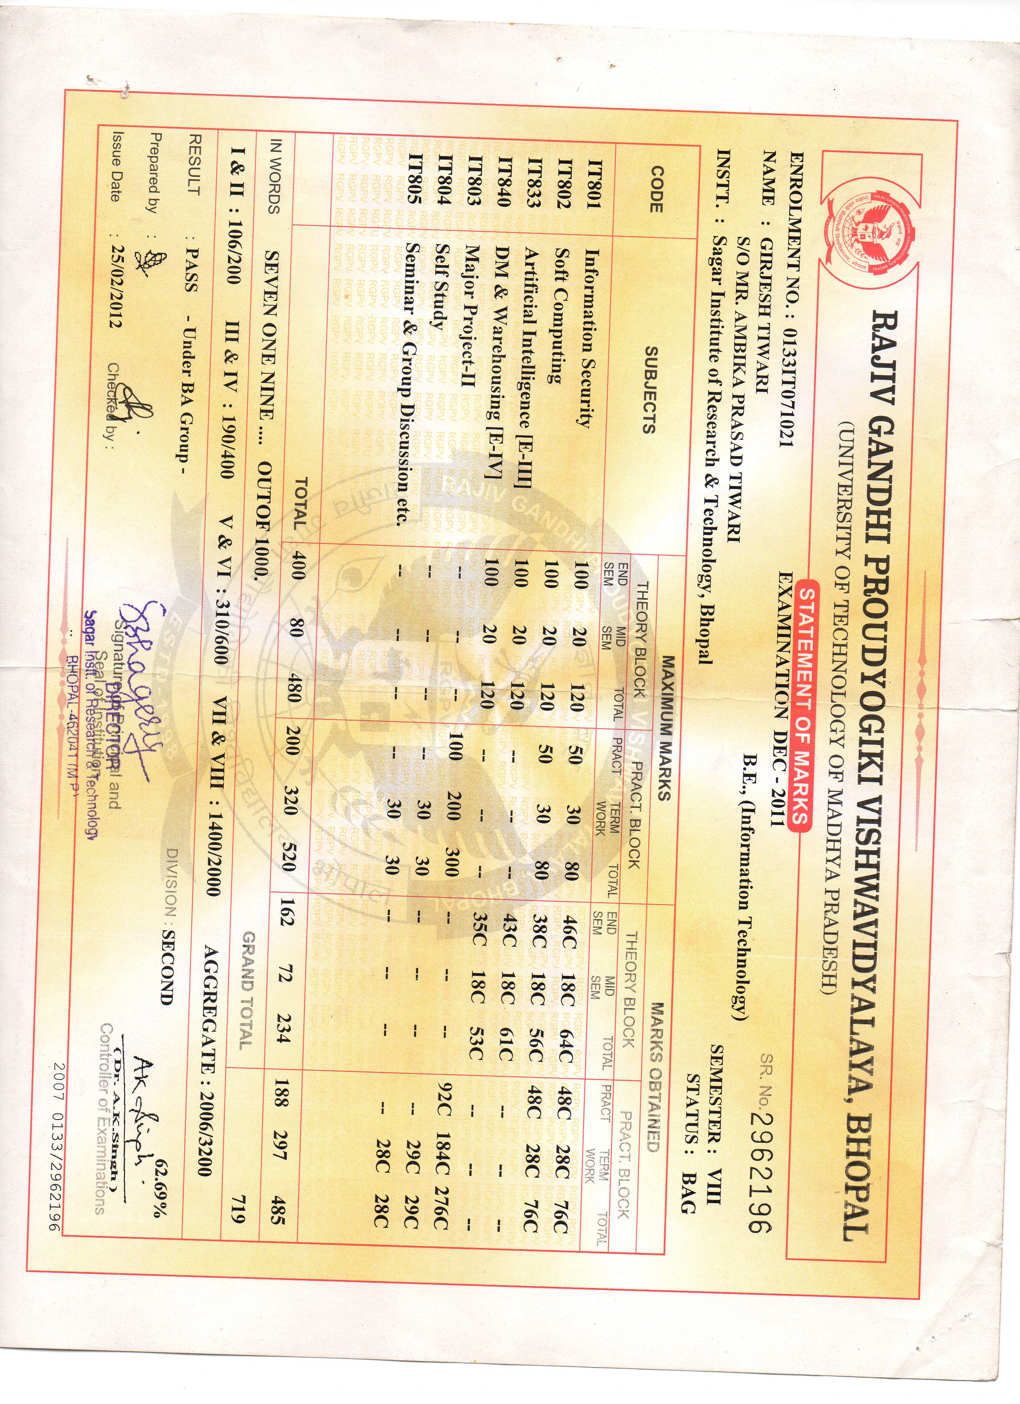 RAJIV GANDHI PROUDYOGIKI VISHWAVIDYALAYA, BHOPAL
(UNIVERSITY OF TECHNOLOGY OF MADHYA PRADESH)
STATEMENT OF MARKS
SR. No. 2962196
ENROLMENT NO. : 0133IT071021
EXAMINATION DEC - 2011
SEMESTER : VIII
NAME : GIRJESH TIWARI
B.E., (Information Technology)
STATUS : BAG
S/O MR. AMBIKA PRASAD TIWARI
INSTT. : Sagar Institute of Research & Technology, Bhopal
CODE SUBJECTS MAXIMUM MARKS MARKS OBTAINED
THEORY BLOCK PRACT. BLOCK THEORY BLOCK PRACT. BLOCK
END SEM MID SEM TOTAL PRACT TERM WORK TOTAL END SEM MID SEM TOTAL PRACT TERM WORK TOTAL
IT801 Information Security 100 20 120 50 30 80 46C 18C 64C 48C 28C 76C
IT802 Soft Computing 100 20 120 50 30 80 38C 18C 56C 48C 28C 76C
IT833 Artificial Intelligence [E-III] 100 20 120 -- -- -- 43C 18C 61C -- -- --
IT840 DM & Warehousing [E-IV] 100 20 120 -- -- -- 35C 18C 53C -- -- --
IT803 Major Project-II -- -- -- 100 200 300 -- -- -- 92C 184C 276C
IT804 Self Study -- -- -- -- 30 30 -- -- -- -- 29C 29C
IT805 Seminar & Group Discussion etc. -- -- -- -- 30 30 -- -- -- -- 28C 28C
TOTAL 400 80 480 200 320 520 162 72 234 188 297 485
IN WORDS SEVEN ONE NINE .... OUTOF 1000. GRAND TOTAL 719
I & II : 106/200 III & IV : 190/400 V & VI : 310/600 VII & VIII : 1400/2000 AGGREGATE : 2006/3200
RESULT : PASS - Under BA Group - DIVISION : SECOND 62.69%
Prepared by :
Checked by :
Issue Date : 25/02/2012
Signature of Principal and
Seal of Institution
DIRECTOR
Sagar Instt. of Research & Technology
BHOPAL-462041 (M.P.)
(Dr. A.K.Singh)
Controller of Examinations
2007 0133/2962196